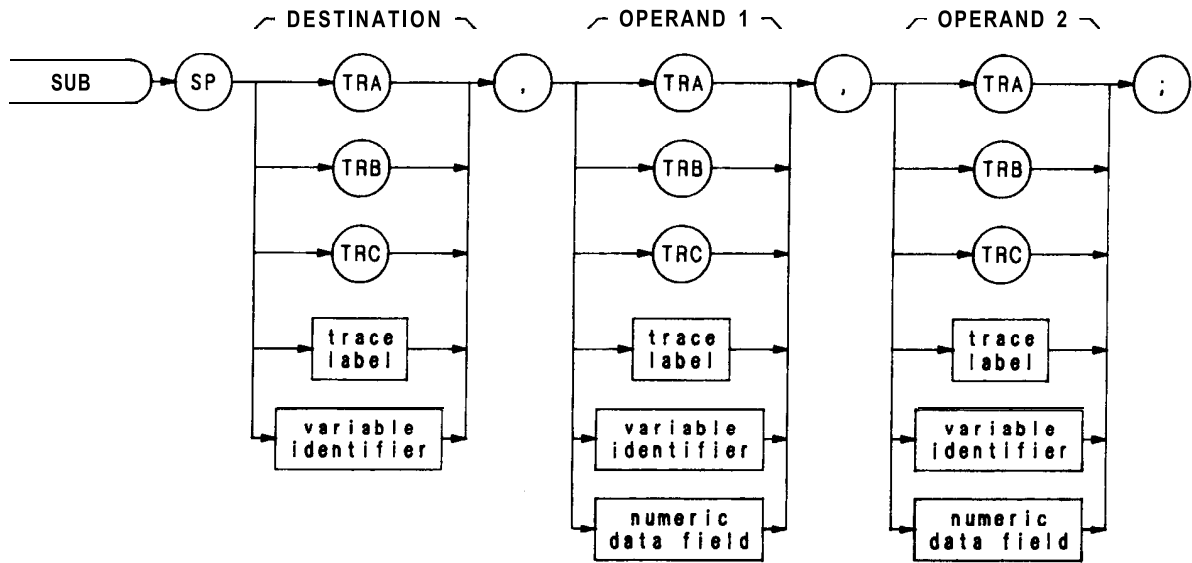 DESTINATION OPERAND 1 OPERAND 2
SUB SP TRA , TRA , TRA ;
TRB TRB TRB
TRC TRC TRC
trace trace trace
label label label
variable variable variable
identifier identifier identifier
numeric numeric
data field data field